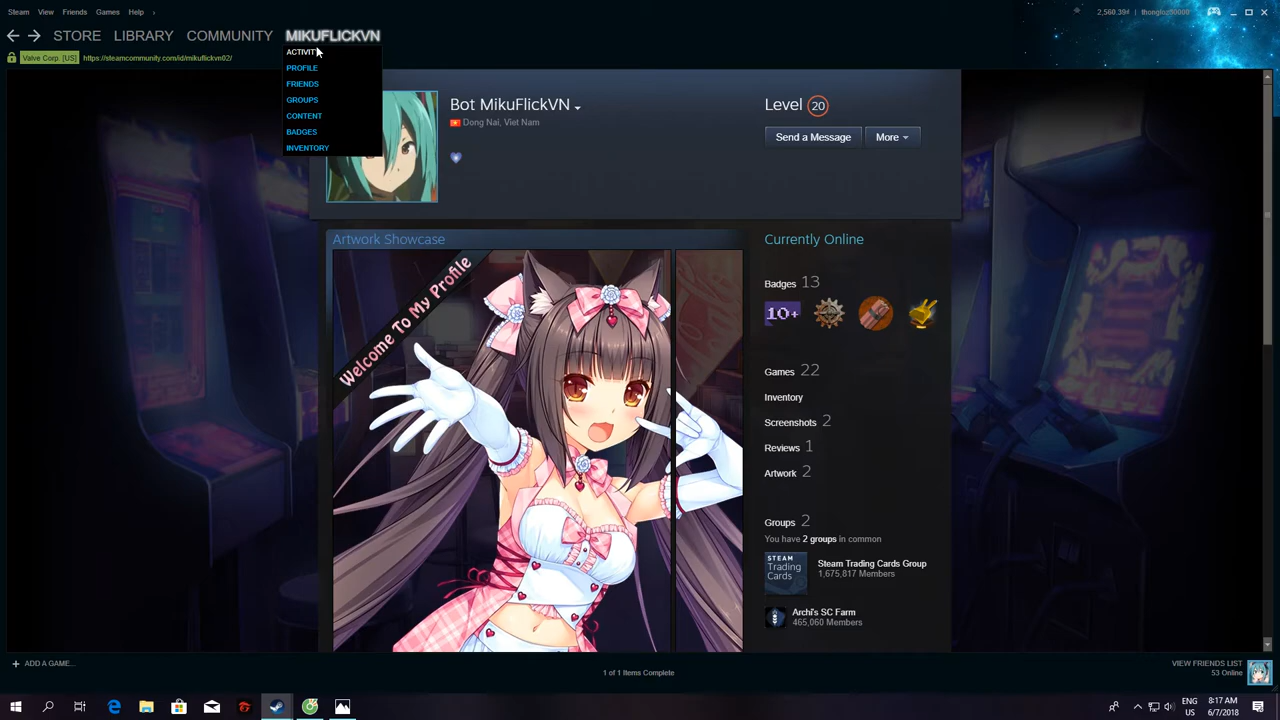 Steam View Friends Games Help
2,560.39₫ thongloz50000
STORE LIBRARY COMMUNITY MIKUFLICKVN
Valve Corp. [US] https://steamcommunity.com/id/mikuflickvn02/
ACTIVITY
PROFILE
FRIENDS
GROUPS
CONTENT
BADGES
INVENTORY
Bot MikuFlickVN
Dong Nai, Viet Nam
Level 20
Send a Message More
Artwork Showcase
Welcome To My Profile
Currently Online
Badges 13
10+
Games 22
Inventory
Screenshots 2
Reviews 1
Artwork 2
Groups 2
You have 2 groups in common
STEAM
Trading
Cards
Steam Trading Cards Group
1,675,817 Members
Archi's SC Farm
465,060 Members
+ ADD A GAME...
1 of 1 Items Complete
VIEW FRIENDS LIST
53 Online
ENG
US
8:17 AM
6/7/2018